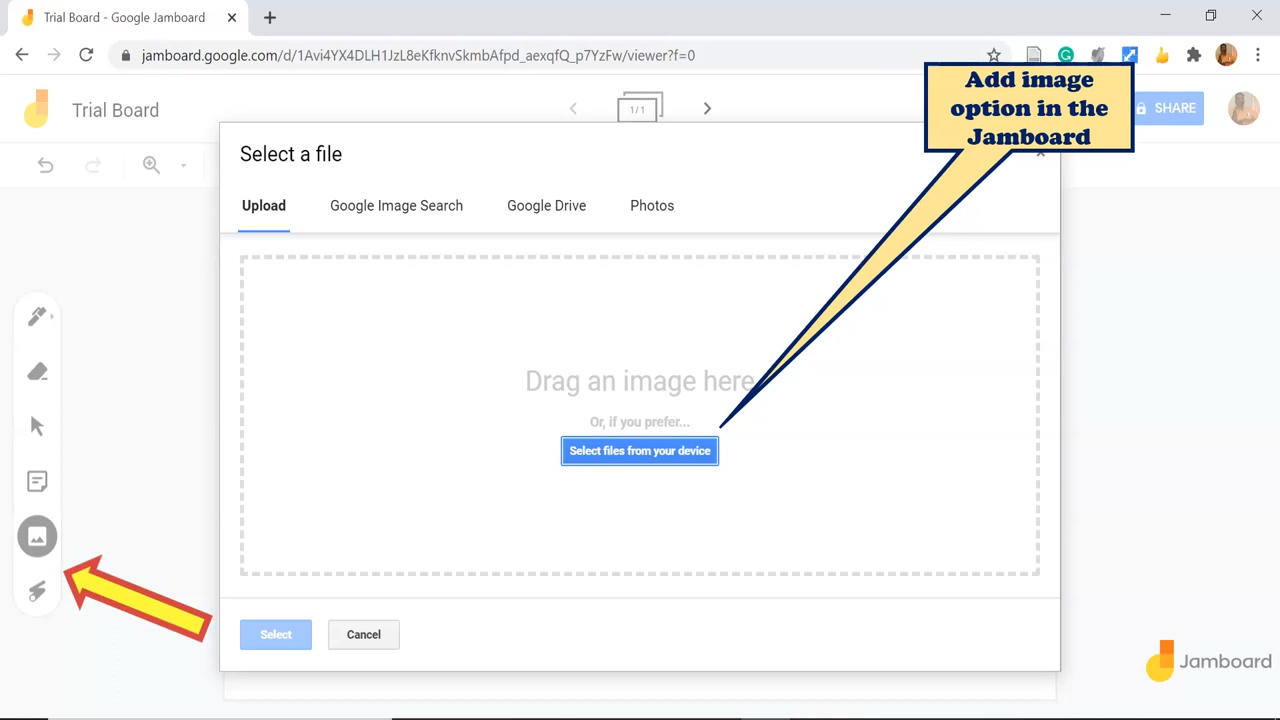 Trial Board - Google Jamboard
jamboard.google.com/d/1Avi4YX4DLH1JzL8eKfknvSkmbAfpd_aexqfQ_p7YzFw/viewer?f=0
Add image
option in the
Jamboard
Trial Board
1/1
SHARE
Select a file
Upload Google Image Search Google Drive Photos
Drag an image here
Or, if you prefer...
Select files from your device
Select Cancel
Jamboard